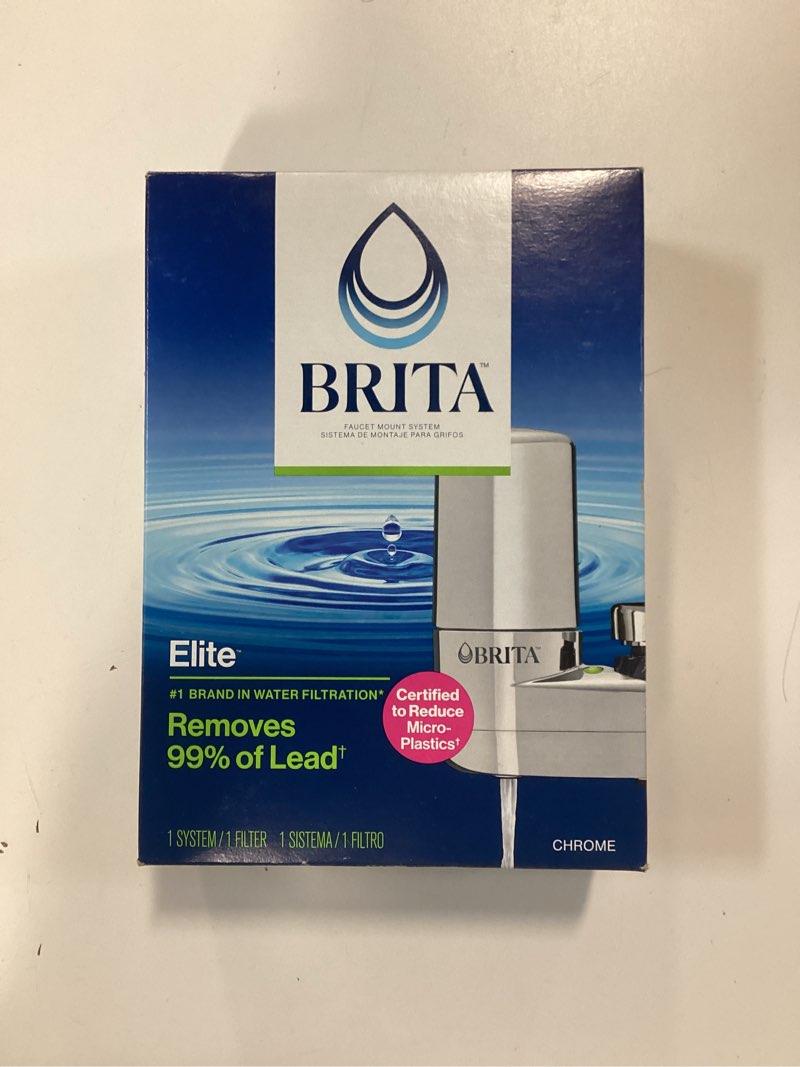 BRITA™
FAUCET MOUNT SYSTEM
SISTEMA DE MONTAJE PARA GRIFOS
BRITA™
Elite™
#1 BRAND IN WATER FILTRATION*
Removes
99% of Lead†
Certified
to Reduce
Micro-
Plastics†
1 SYSTEM / 1 FILTER 1 SISTEMA / 1 FILTRO
CHROME